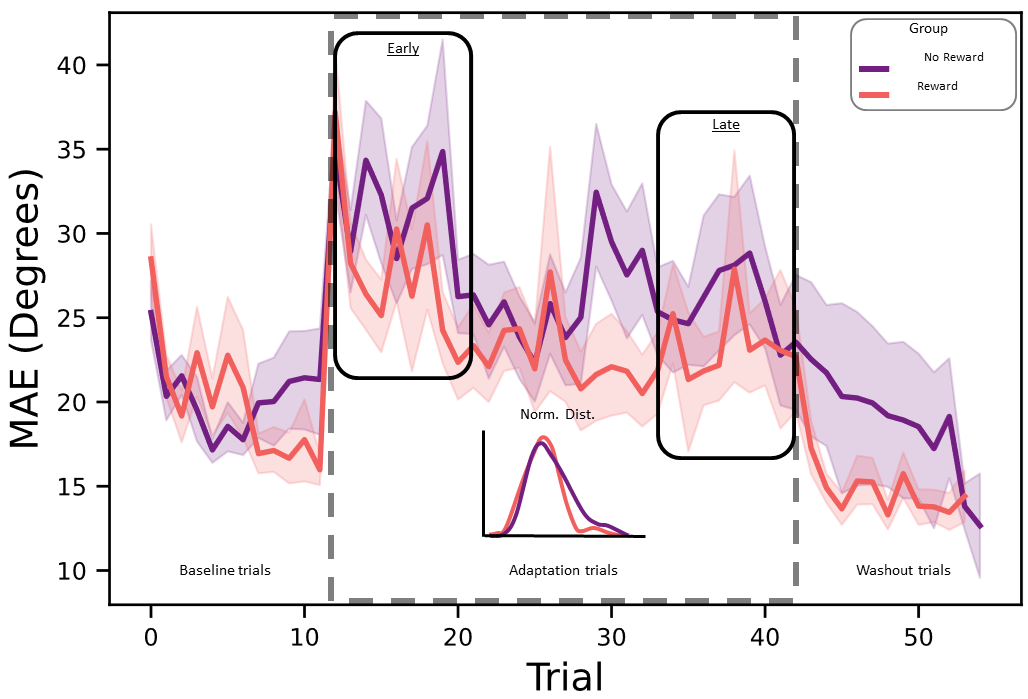 Early
Late
Group
No Reward
Reward
MAE (Degrees)
40
35
30
25
20
15
10
Norm. Dist.
Baseline trials
Adaptation trials
Washout trials
0
10
20
30
40
50
Trial